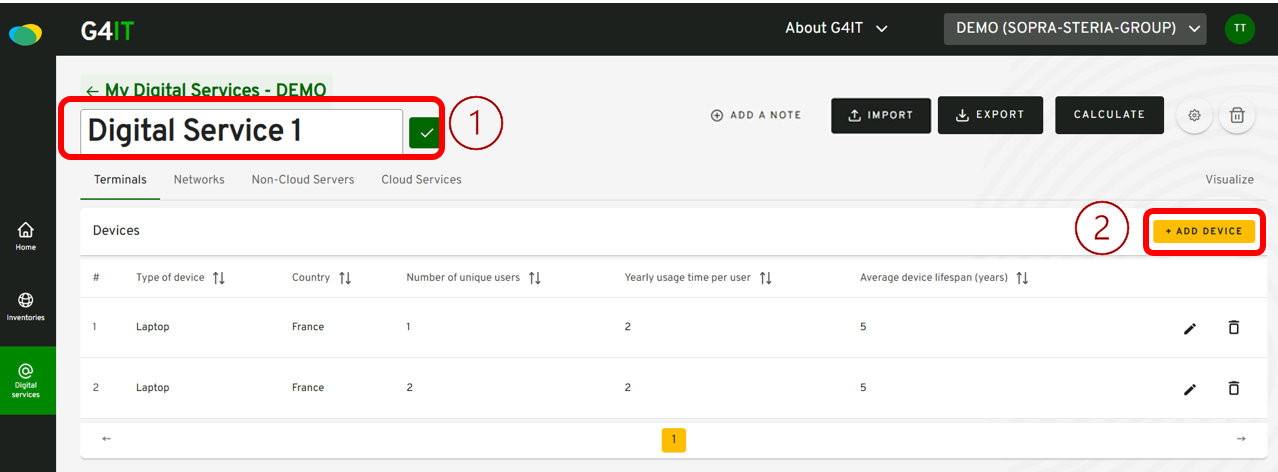 G4IT
About G4IT
DEMO (SOPRA-STERIA-GROUP)
TT
← My Digital Services - DEMO
Digital Service 1
1
ADD A NOTE
IMPORT
EXPORT
CALCULATE
Terminals Networks Non-Cloud Servers Cloud Services Visualize
Devices
2
+ ADD DEVICE
# Type of device Country Number of unique users Yearly usage time per user Average device lifespan (years)
1 Laptop France 1 2 5
2 Laptop France 2 2 5
← 1 →
Home
Inventories
Digital
services